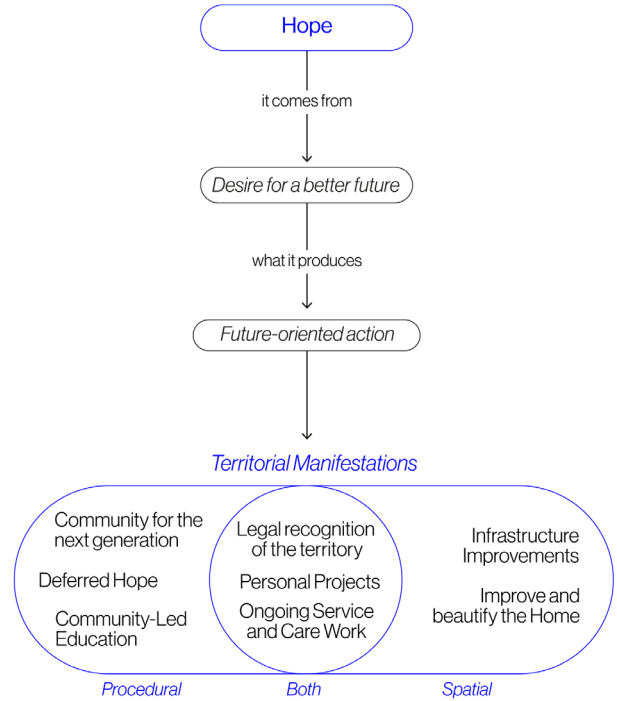 Hope
it comes from
Desire for a better future
what it produces
Future-oriented action
Territorial Manifestations
Community for the
next generation
Deferred Hope
Community-Led
Education
Legal recognition
of the territory
Personal Projects
Ongoing Service
and Care Work
Infrastructure
Improvements
Improve and
beautify the Home
Procedural
Both
Spatial